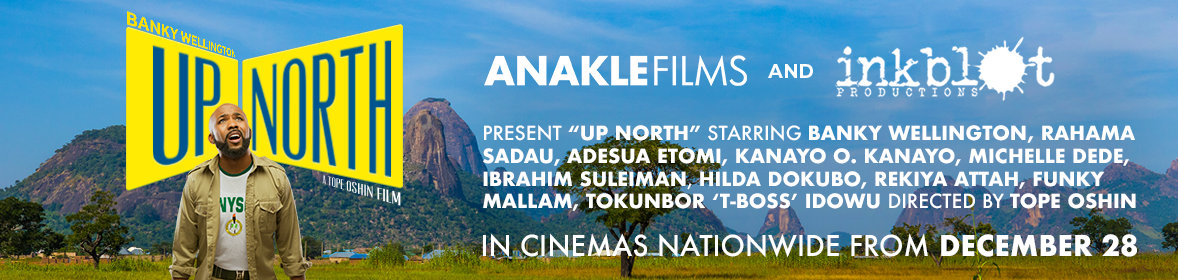 BANKY WELLINGTON
UP NORTH
A TOPE OSHIN FILM
NYS
ANAKLEFILMS AND inkblot
PRODUCTIONS
PRESENT “UP NORTH” STARRING BANKY WELLINGTON, RAHAMA
SADAU, ADESUA ETOMI, KANAYO O. KANAYO, MICHELLE DEDE,
IBRAHIM SULEIMAN, HILDA DOKUBO, REKIYA ATTAH, FUNKY
MALLAM, TOKUNBOR ‘T-BOSS’ IDOWU DIRECTED BY TOPE OSHIN
IN CINEMAS NATIONWIDE FROM DECEMBER 28